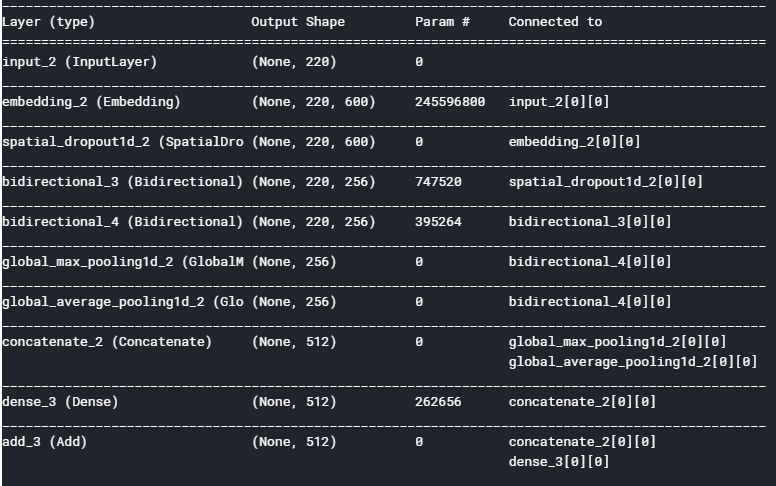 Layer (type) Output Shape Param # Connected to
input_2 (InputLayer) (None, 220) 0
embedding_2 (Embedding) (None, 220, 600) 245596800 input_2[0][0]
spatial_dropout1d_2 (SpatialDro (None, 220, 600) 0 embedding_2[0][0]
bidirectional_3 (Bidirectional) (None, 220, 256) 747520 spatial_dropout1d_2[0][0]
bidirectional_4 (Bidirectional) (None, 220, 256) 395264 bidirectional_3[0][0]
global_max_pooling1d_2 (GlobalM (None, 256) 0 bidirectional_4[0][0]
global_average_pooling1d_2 (Glo (None, 256) 0 bidirectional_4[0][0]
concatenate_2 (Concatenate) (None, 512) 0 global_max_pooling1d_2[0][0]
global_average_pooling1d_2[0][0]
dense_3 (Dense) (None, 512) 262656 concatenate_2[0][0]
add_3 (Add) (None, 512) 0 concatenate_2[0][0]
dense_3[0][0]